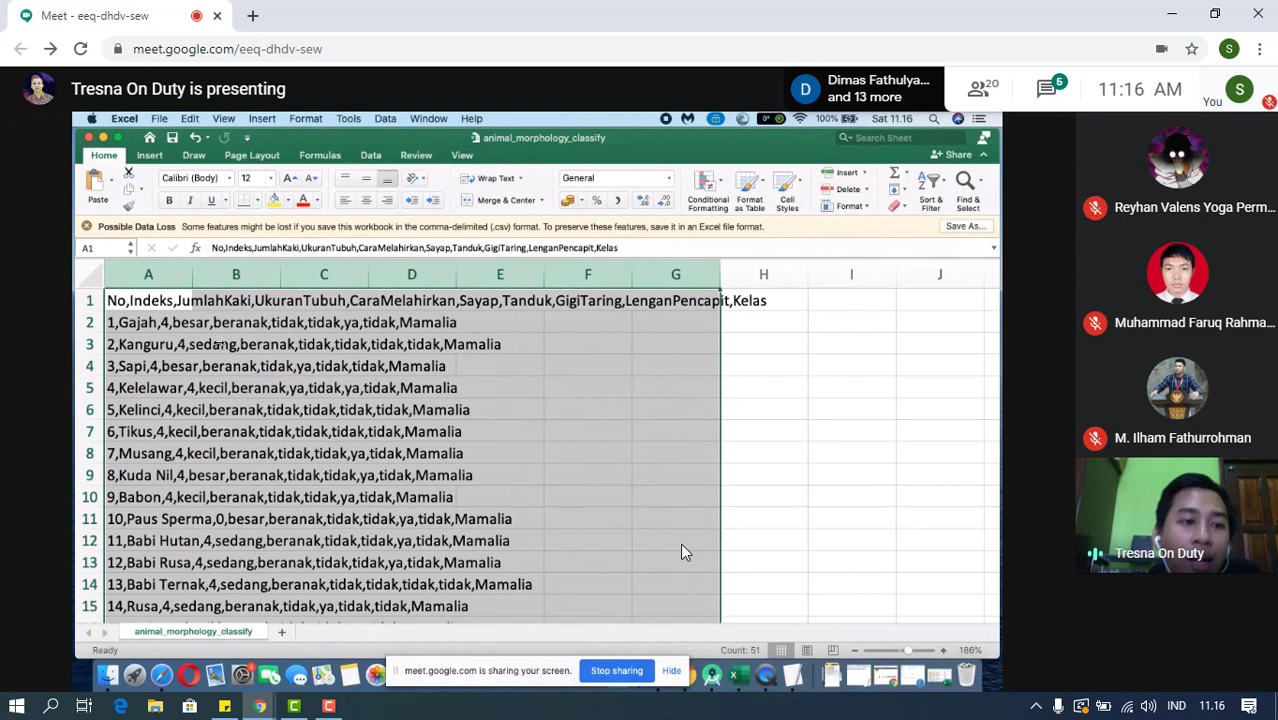 Meet - eeq-dhdv-sew
meet.google.com/eeq-dhdv-sew
S
Tresna On Duty is presenting
D
Dimas Fathulya...
and 13 more
20
5
11:16 AM
You
S
Excel File Edit View Insert Format Tools Data Window Help
0° 100% Sat 11.16
animal_morphology_classify
Search Sheet
Home Insert Draw Page Layout Formulas Data Review View
Share
Paste
Calibri (Body) 12 A A
B I U A
Wrap Text
Merge & Center
General
%
Conditional Formatting
Format as Table
Cell Styles
Insert
Delete
Format
Sort & Filter
Find & Select
Possible Data Loss Some features might be lost if you save this workbook in the comma-delimited (.csv) format. To preserve these features, save it in an Excel file format.
Save As...
A1 fx No,Indeks,JumlahKaki,UkuranTubuh,CaraMelahirkan,Sayap,Tanduk,GigiTaring,LenganPencapit,Kelas
A B C D E F G H I J
1 No,Indeks,JumlahKaki,UkuranTubuh,CaraMelahirkan,Sayap,Tanduk,GigiTaring,LenganPencapit,Kelas
2 1,Gajah,4,besar,beranak,tidak,tidak,ya,tidak,Mamalia
3 2,Kanguru,4,sedang,beranak,tidak,tidak,tidak,tidak,Mamalia
4 3,Sapi,4,besar,beranak,tidak,ya,tidak,tidak,Mamalia
5 4,Kelelawar,4,kecil,beranak,ya,tidak,ya,tidak,Mamalia
6 5,Kelinci,4,kecil,beranak,tidak,tidak,tidak,tidak,Mamalia
7 6,Tikus,4,kecil,beranak,tidak,tidak,tidak,tidak,Mamalia
8 7,Musang,4,kecil,beranak,tidak,tidak,ya,tidak,Mamalia
9 8,Kuda Nil,4,besar,beranak,tidak,tidak,ya,tidak,Mamalia
10 9,Babon,4,kecil,beranak,tidak,tidak,ya,tidak,Mamalia
11 10,Paus Sperma,0,besar,beranak,tidak,tidak,ya,tidak,Mamalia
12 11,Babi Hutan,4,sedang,beranak,tidak,tidak,ya,tidak,Mamalia
13 12,Babi Rusa,4,sedang,beranak,tidak,tidak,ya,tidak,Mamalia
14 13,Babi Ternak,4,sedang,beranak,tidak,tidak,tidak,tidak,Mamalia
15 14,Rusa,4,sedang,beranak,tidak,ya,tidak,tidak,Mamalia
animal_morphology_classify
Ready
Count: 51
186%
meet.google.com is sharing your screen.
Stop sharing
Hide
Reyhan Valens Yoga Perm...
Muhammad Faruq Rahma...
M. Ilham Fathurrohman
Tresna On Duty
IND
11.16